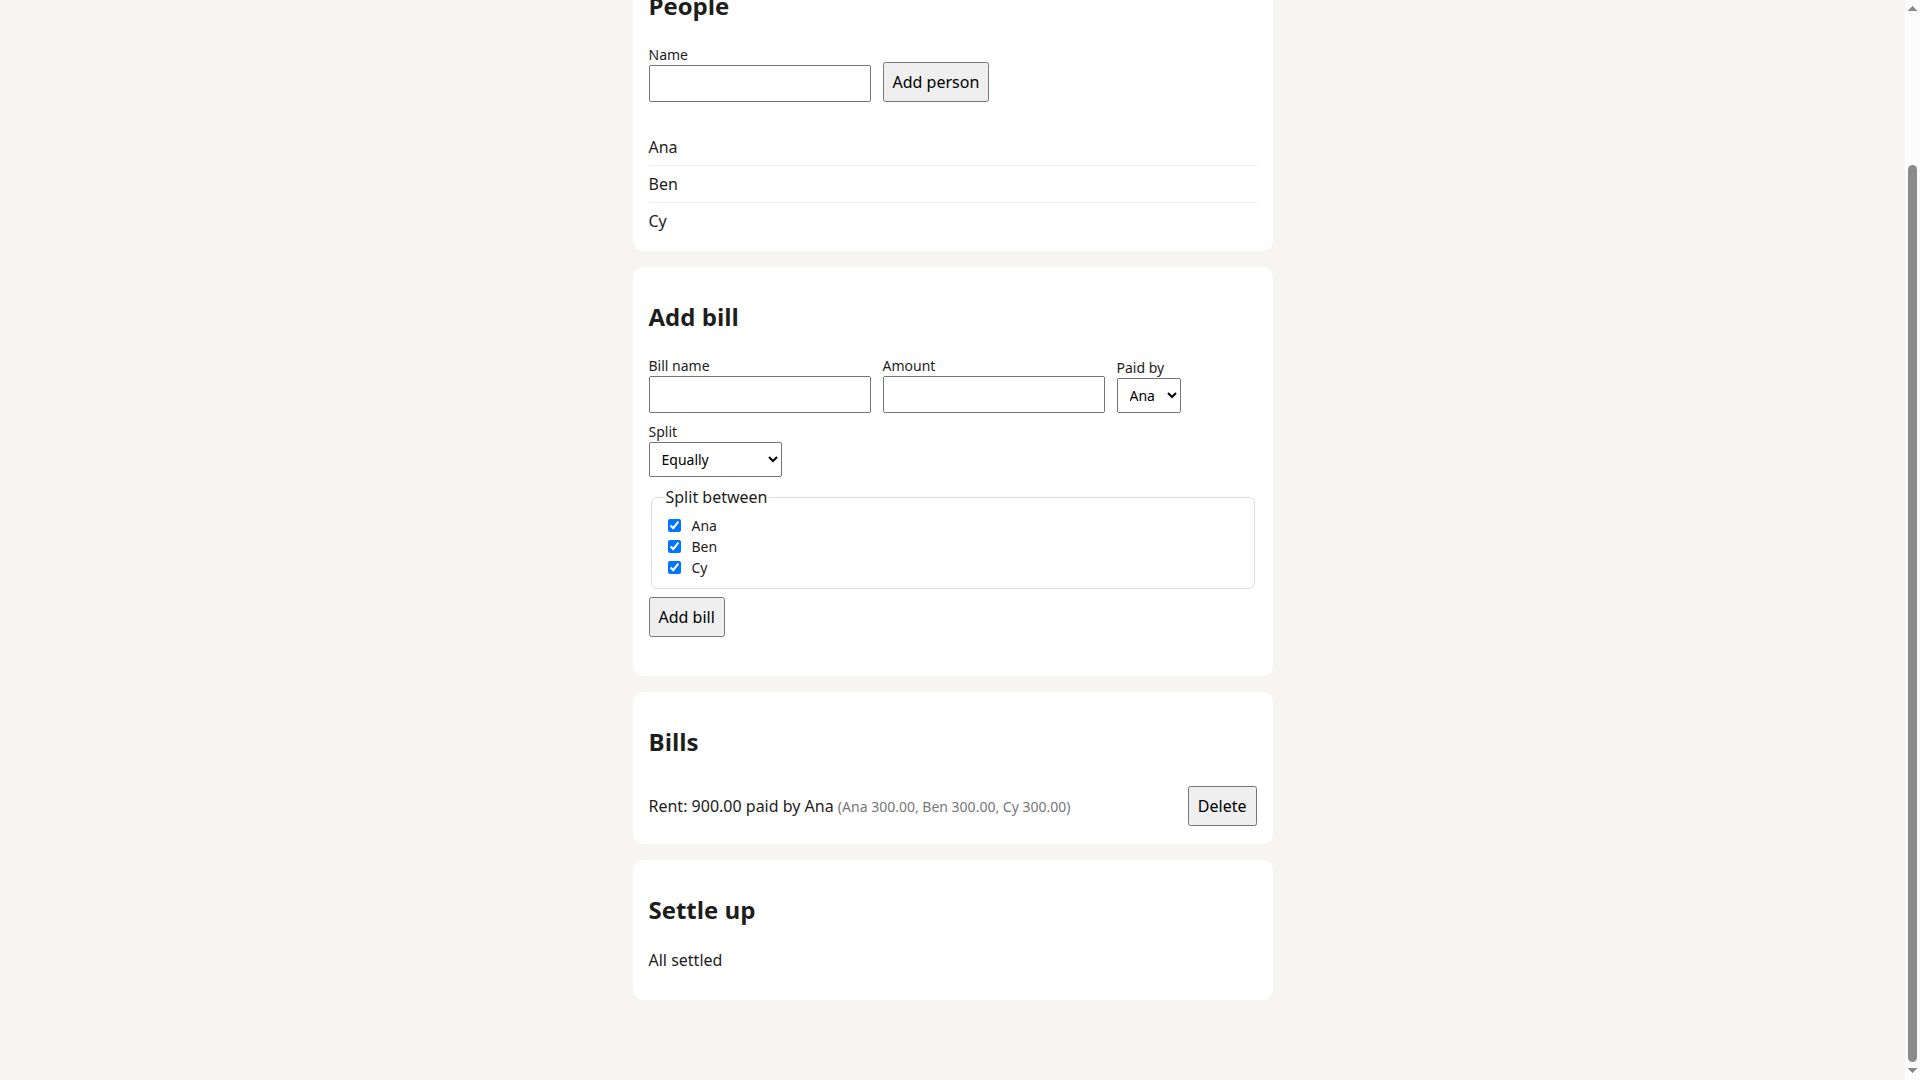 People
Name
Add person
Ana
Ben
Cy
Add bill
Bill name Amount Paid by
Ana
Split
Equally
Split between
Ana
Ben
Cy
Add bill
Bills
Rent: 900.00 paid by Ana (Ana 300.00, Ben 300.00, Cy 300.00) Delete
Settle up
All settled